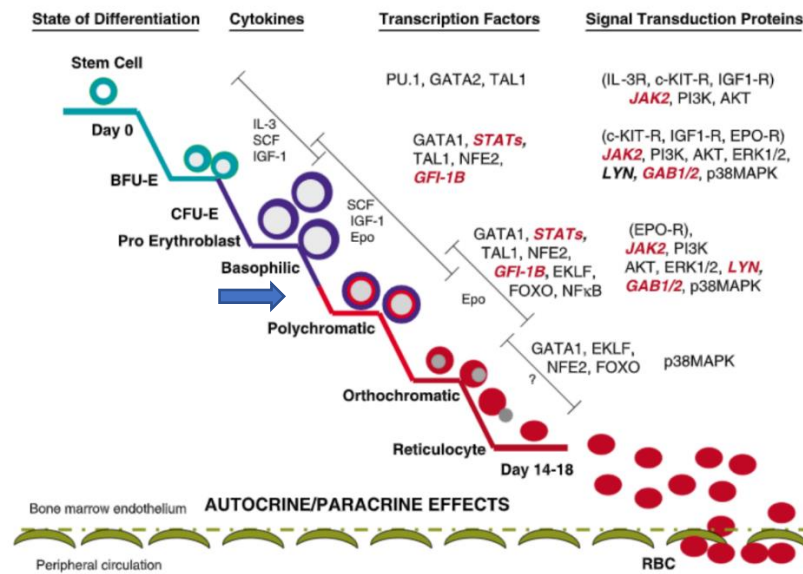 State of Differentiation
Cytokines
Transcription Factors
Signal Transduction Proteins
Stem Cell
Day 0
BFU-E
CFU-E
Pro Erythroblast
Basophilic
Polychromatic
Orthochromatic
Reticulocyte
Day 14-18
IL-3
SCF
IGF-1
SCF
IGF-1
Epo
Epo
?
PU.1, GATA2, TAL1
GATA1, STATs,
TAL1, NFE2,
GFI-1B
GATA1, STATs,
TAL1, NFE2,
GFI-1B, EKLF,
FOXO, NFκB
GATA1, EKLF,
NFE2, FOXO
(IL-3R, c-KIT-R, IGF1-R)
JAK2, PI3K, AKT
(c-KIT-R, IGF1-R, EPO-R)
JAK2, PI3K, AKT, ERK1/2,
LYN, GAB1/2, p38MAPK
(EPO-R),
JAK2, PI3K
AKT, ERK1/2, LYN,
GAB1/2, p38MAPK
p38MAPK
Bone marrow endothelium
AUTOCRINE/PARACRINE EFFECTS
Peripheral circulation
RBC